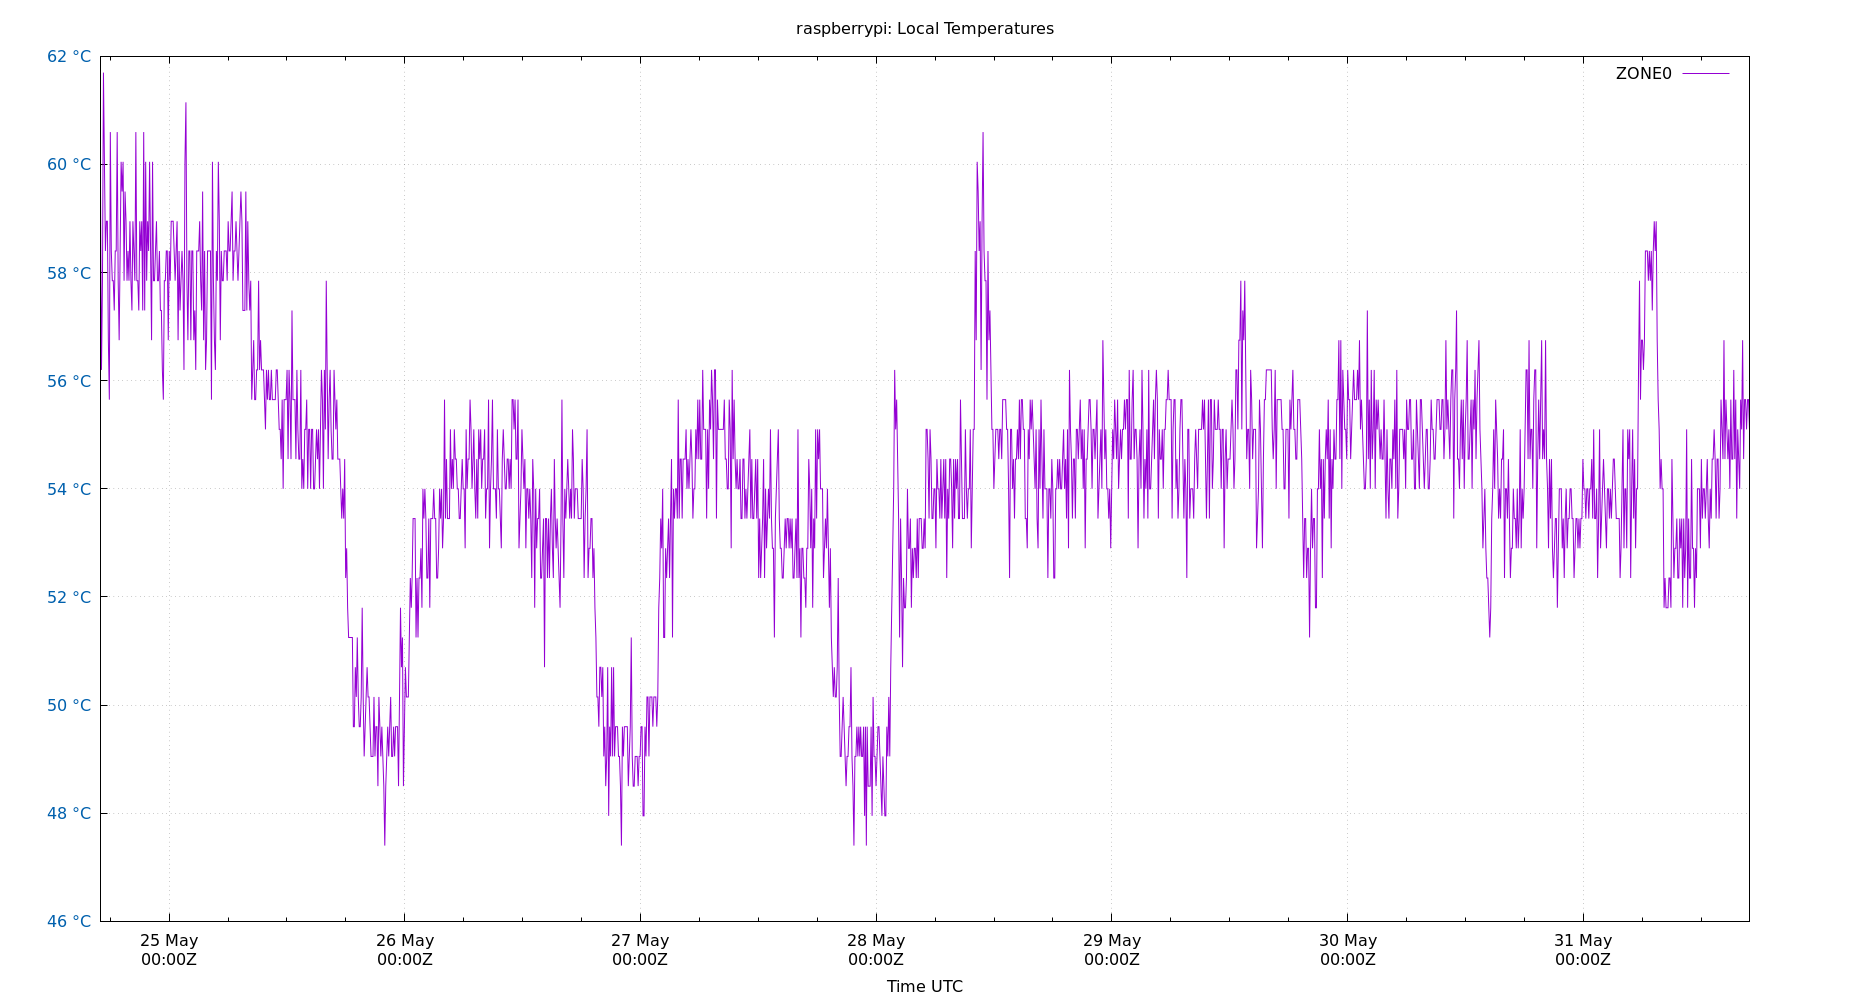 raspberrypi: Local Temperatures
62 °C
ZONE0
60 °C
58 °C
56 °C
54 °C
52 °C
50 °C
48 °C
46 °C
25 May 26 May 27 May 28 May 29 May 30 May 31 May
00:00Z 00:00Z 00:00Z 00:00Z 00:00Z 00:00Z 00:00Z
Time UTC